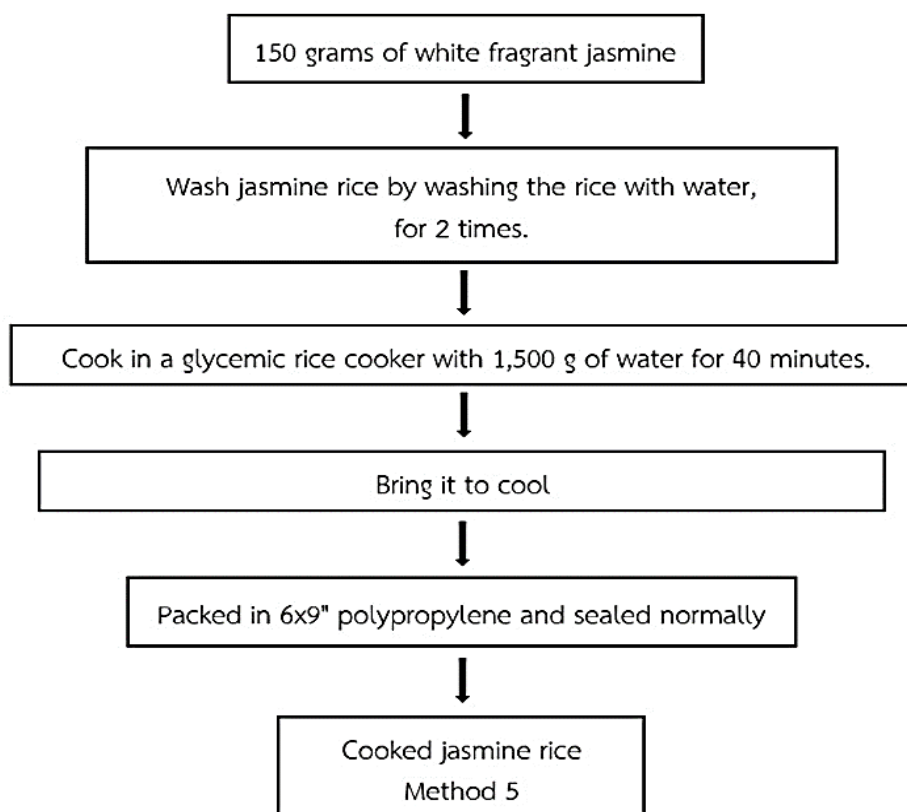 150 grams of white fragrant jasmine
Wash jasmine rice by washing the rice with water,
for 2 times.
Cook in a glycemic rice cooker with 1,500 g of water for 40 minutes.
Bring it to cool
Packed in 6x9" polypropylene and sealed normally
Cooked jasmine rice
Method 5